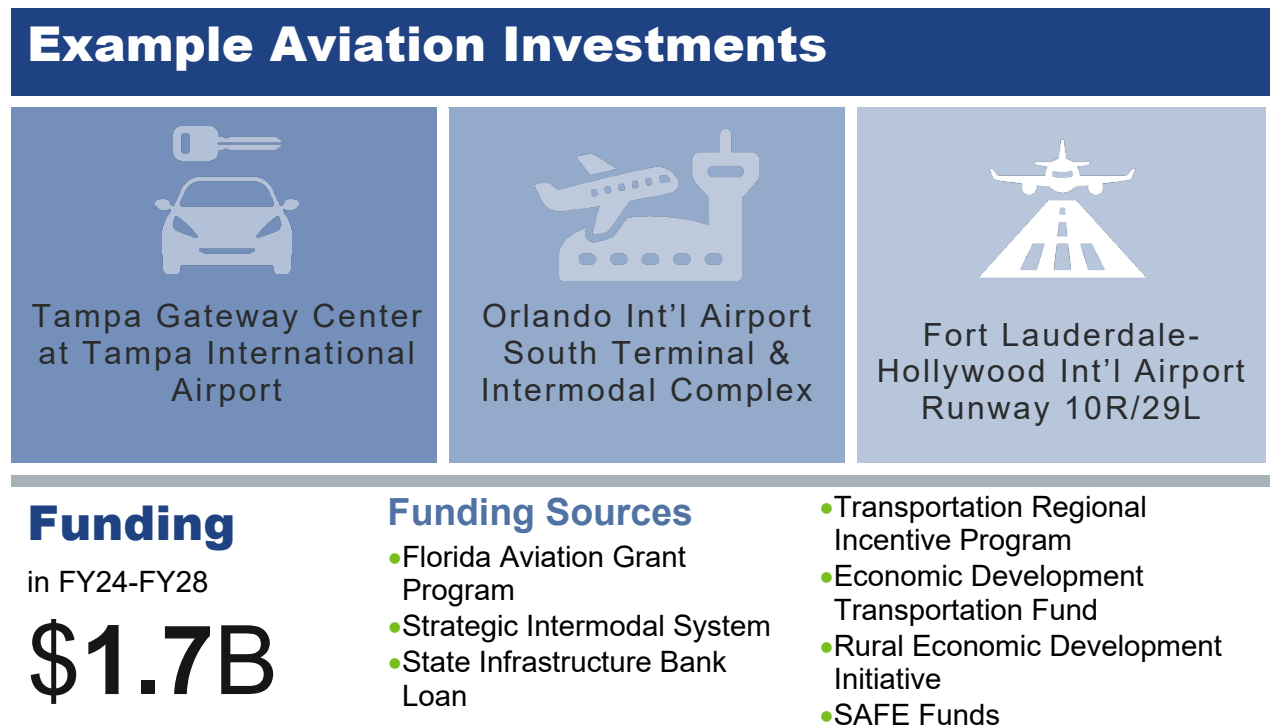 Example Aviation Investments
Tampa Gateway Center
at Tampa International
Airport
Orlando Int’l Airport
South Terminal &
Intermodal Complex
Fort Lauderdale-
Hollywood Int’l Airport
Runway 10R/29L
Funding
in FY24-FY28
$1.7B
Funding Sources
•Florida Aviation Grant
Program
•Strategic Intermodal System
•State Infrastructure Bank
Loan
•Transportation Regional
Incentive Program
•Economic Development
Transportation Fund
•Rural Economic Development
Initiative
•SAFE Funds